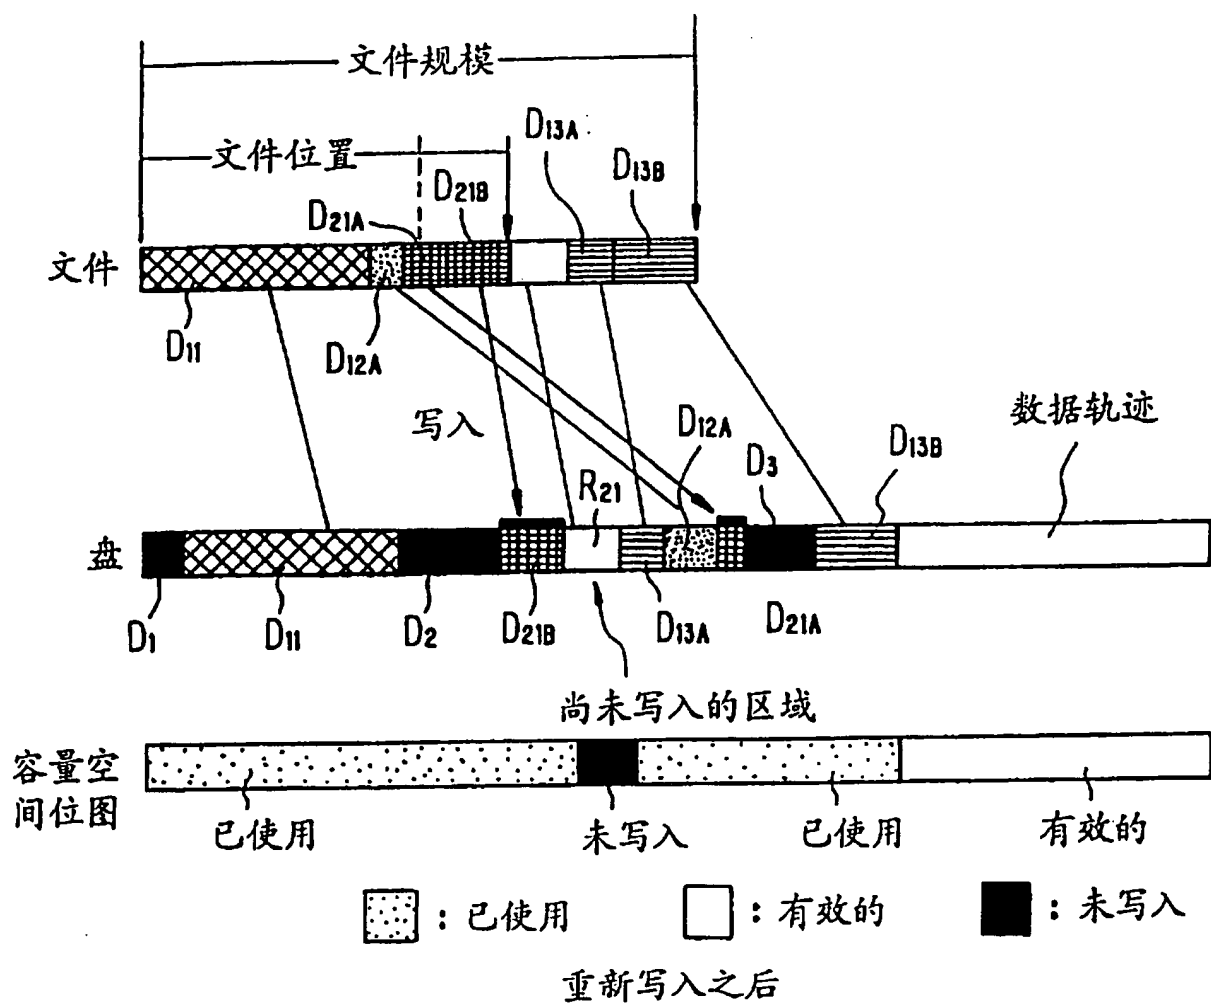 文件规模
文件位置
D13A
D13B
D21B
D21A
文件
D11
D12A
写入
数据轨迹
D12A
D3
D13B
R21
盘
D1
D11
D2
D21B
D13A
D21A
尚未写入的区域
容量空
间位图
已使用
未写入
已使用
有效的
：已使用
：有效的
：未写入
重新写入之后